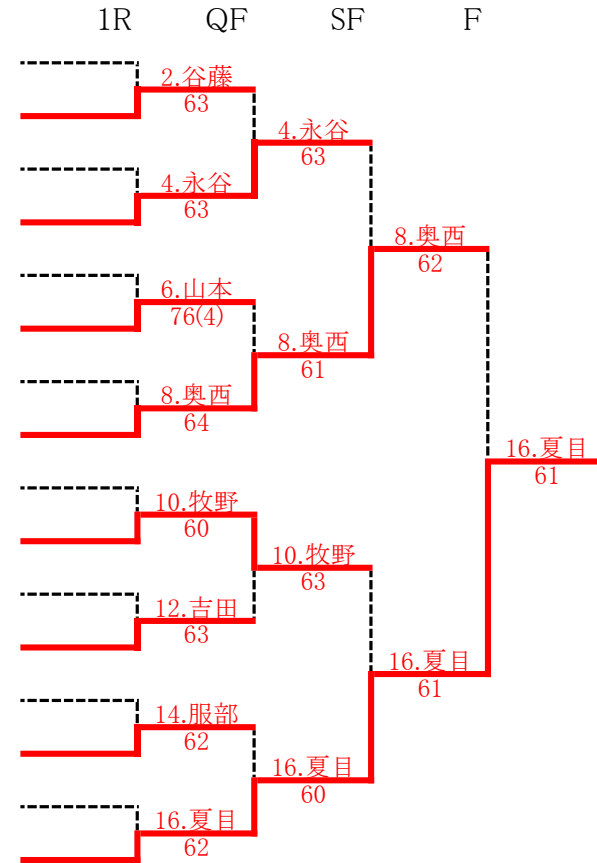 1R QF SF F
2.谷藤
63
4.永谷
63
4.永谷
63
8.奥西
62
6.山本
76(4)
8.奥西
61
8.奥西
64
16.夏目
61
10.牧野
60
10.牧野
63
12.吉田
63
16.夏目
61
14.服部
62
16.夏目
60
16.夏目
62